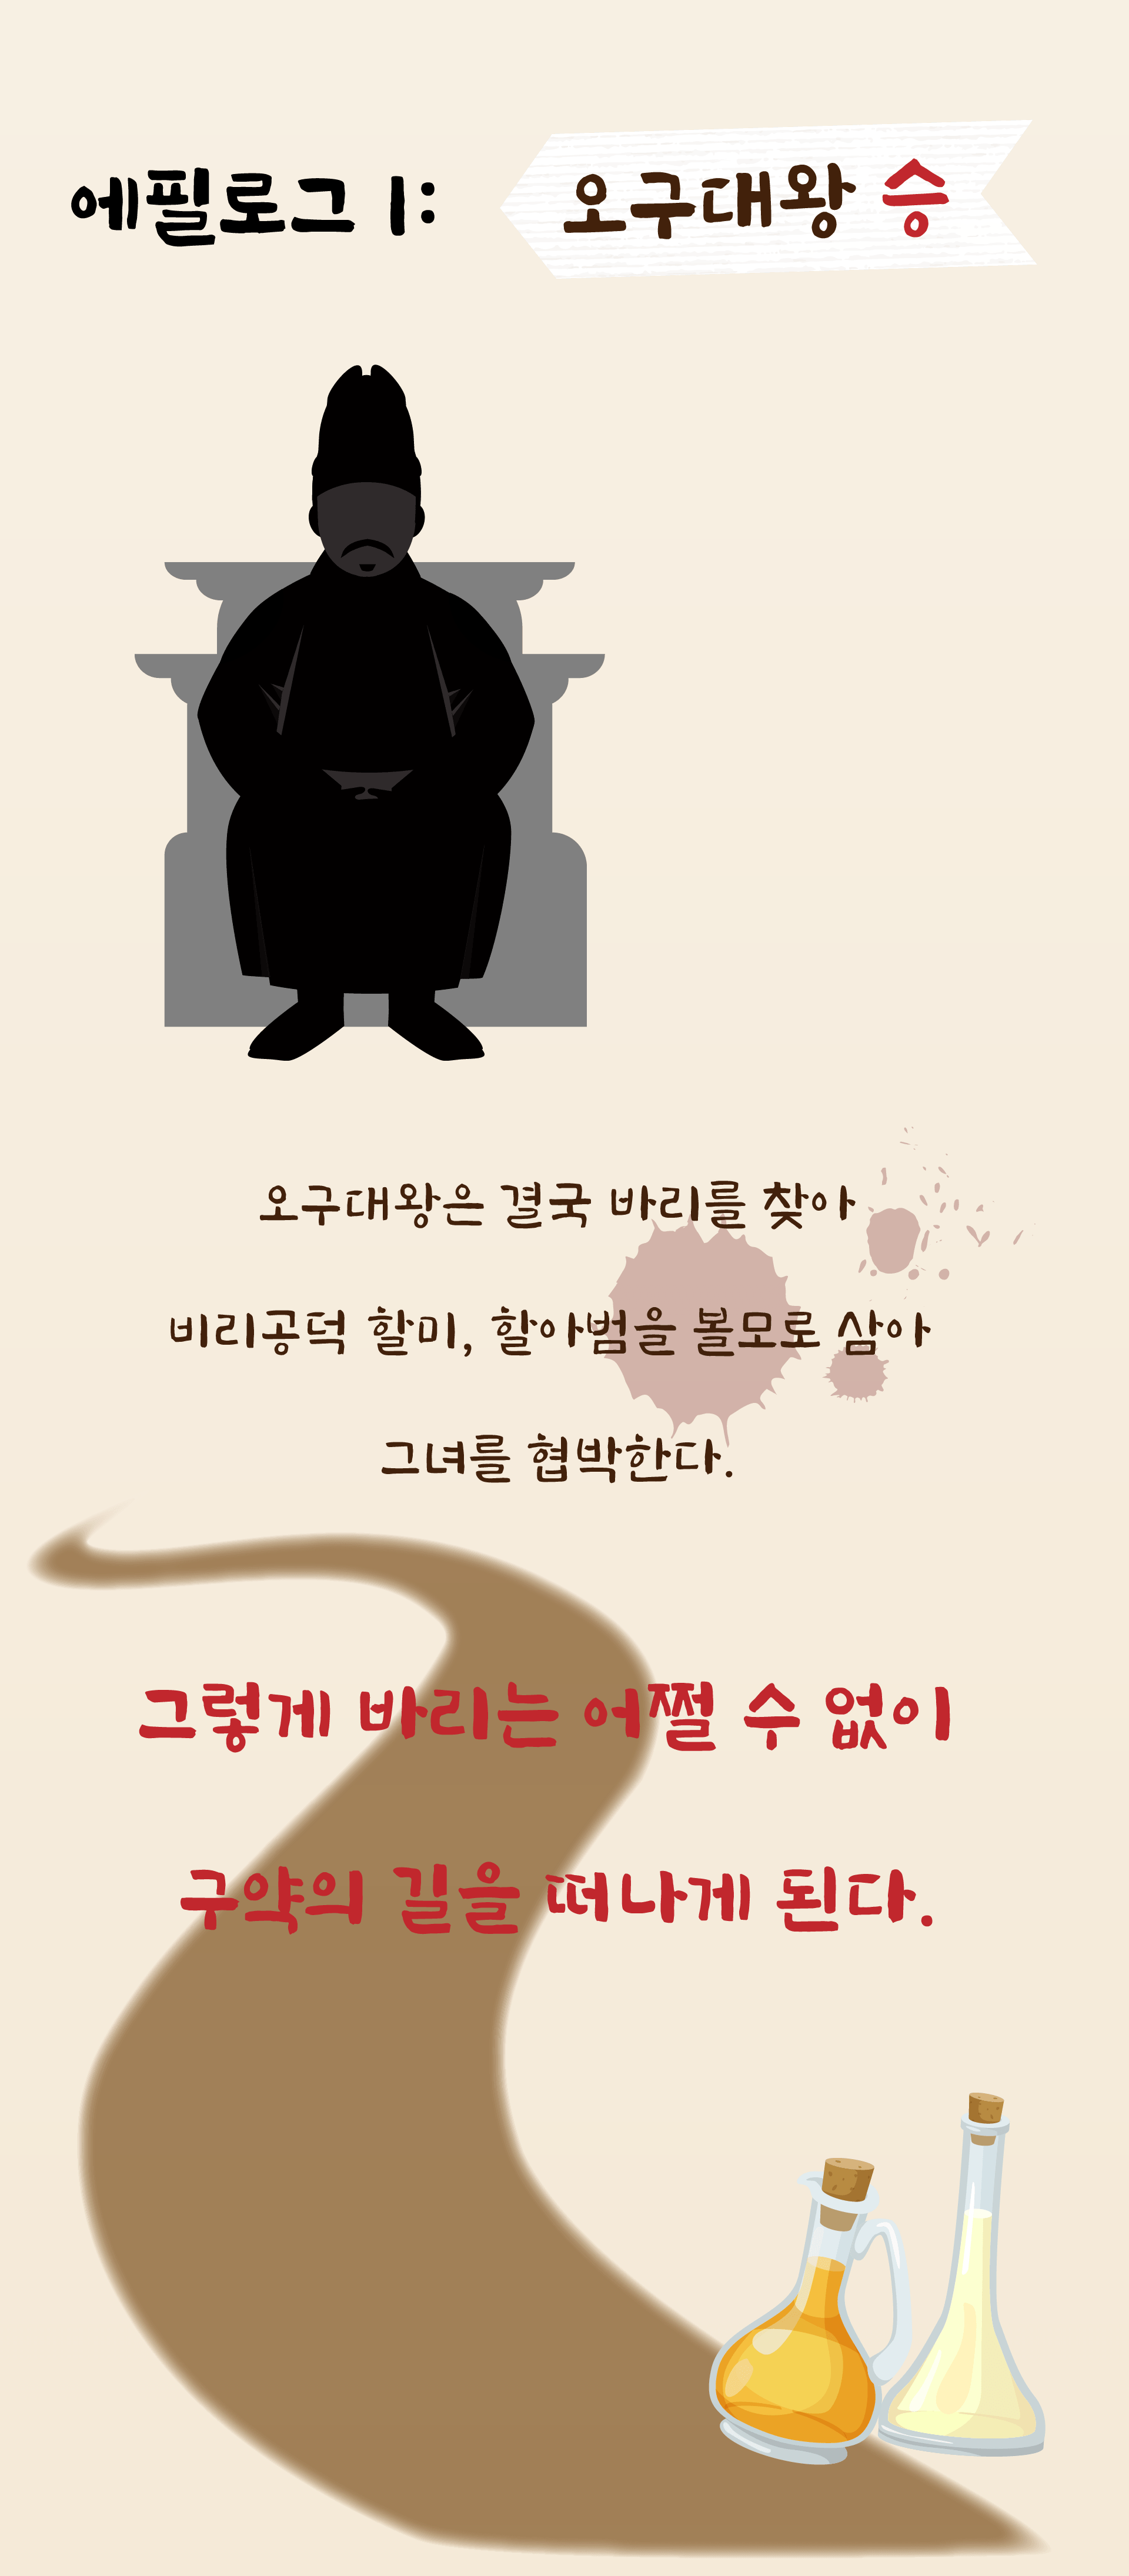 에필로그 1: 오구대왕 승
오구대왕은 결국 바리를 찾아
비리공덕 할미, 할아범을 볼모로 삼아
그녀를 협박한다.
그렇게 바리는 어쩔 수 없이
구약의 길을 떠나게 된다.